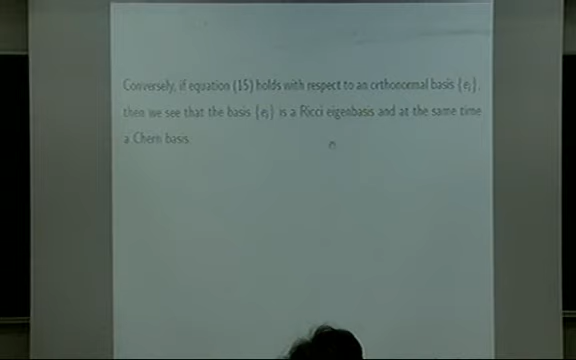 Conversely, if equation (15) holds with respect to an orthonormal basis {ei},
then we see that the basis {ei} is a Ricci eigenbasis and at the same time
a Chern basis.